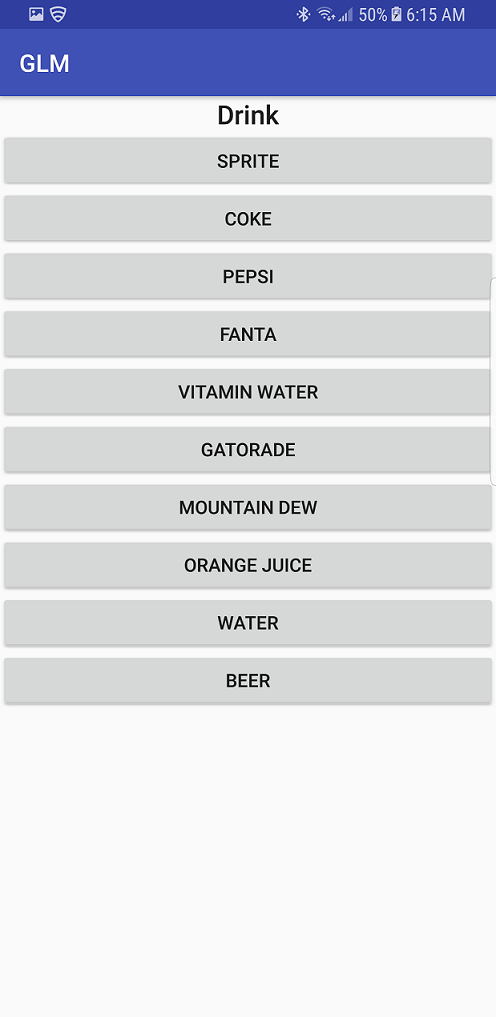 50% 6:15 AM
GLM
Drink
SPRITE
COKE
PEPSI
FANTA
VITAMIN WATER
GATORADE
MOUNTAIN DEW
ORANGE JUICE
WATER
BEER